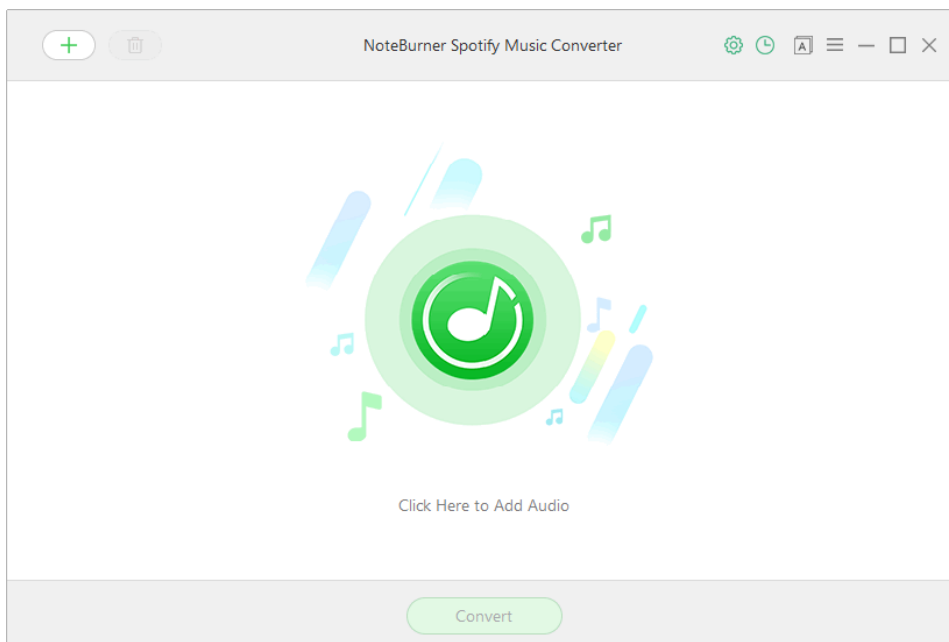 NoteBurner Spotify Music Converter
A
Click Here to Add Audio
Convert